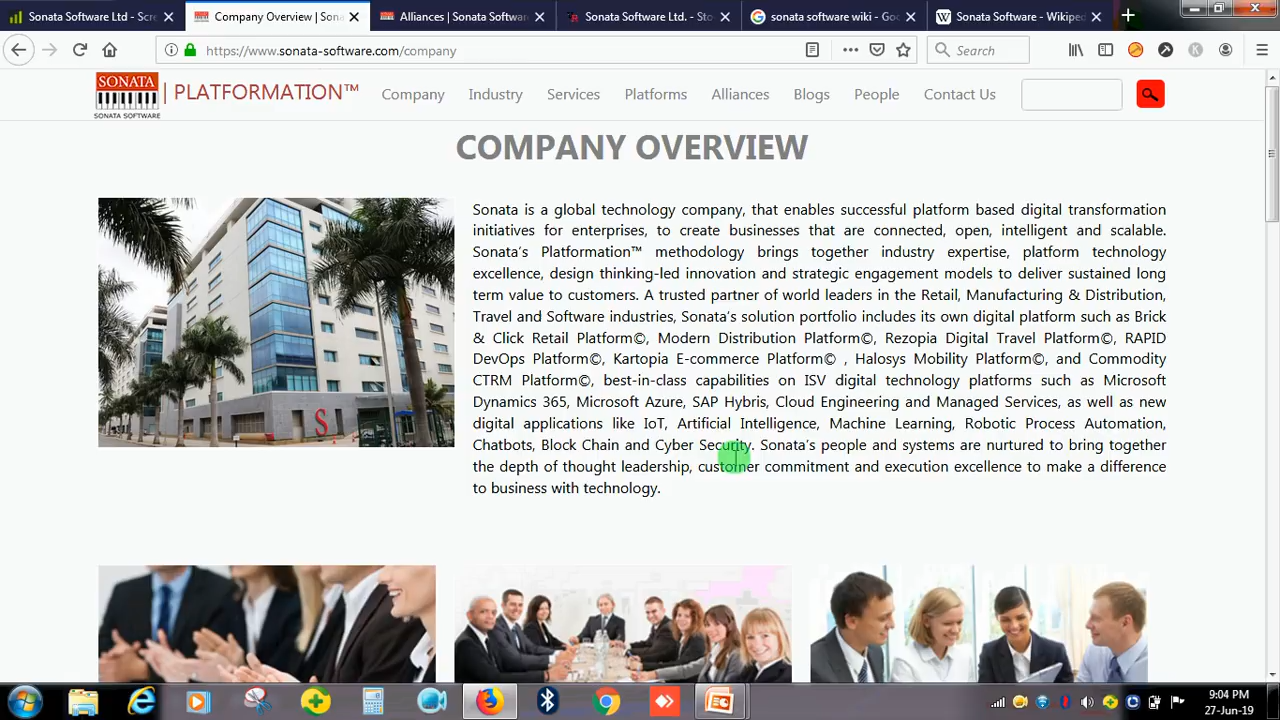 Sonata Software Ltd - Scre
Company Overview | Sona
Alliances | Sonata Softwar
Sonata Software Ltd. - Sto
sonata software wiki - Goo
Sonata Software - Wikiped
https://www.sonata-software.com/company
Search
SONATA
SONATA SOFTWARE
PLATFORMATION™
Company
Industry
Services
Platforms
Alliances
Blogs
People
Contact Us
COMPANY OVERVIEW
Sonata is a global technology company, that enables successful platform based digital transformation
initiatives for enterprises, to create businesses that are connected, open, intelligent and scalable.
Sonata's Platformation™ methodology brings together industry expertise, platform technology
excellence, design thinking-led innovation and strategic engagement models to deliver sustained long
term value to customers. A trusted partner of world leaders in the Retail, Manufacturing & Distribution,
Travel and Software industries, Sonata's solution portfolio includes its own digital platform such as Brick
& Click Retail Platform©, Modern Distribution Platform©, Rezopia Digital Travel Platform©, RAPID
DevOps Platform©, Kartopia E-commerce Platform© , Halosys Mobility Platform©, and Commodity
CTRM Platform©, best-in-class capabilities on ISV digital technology platforms such as Microsoft
Dynamics 365, Microsoft Azure, SAP Hybris, Cloud Engineering and Managed Services, as well as new
digital applications like IoT, Artificial Intelligence, Machine Learning, Robotic Process Automation,
Chatbots, Block Chain and Cyber Security. Sonata's people and systems are nurtured to bring together
the depth of thought leadership, customer commitment and execution excellence to make a difference
to business with technology.
S
9:04 PM
27-Jun-19